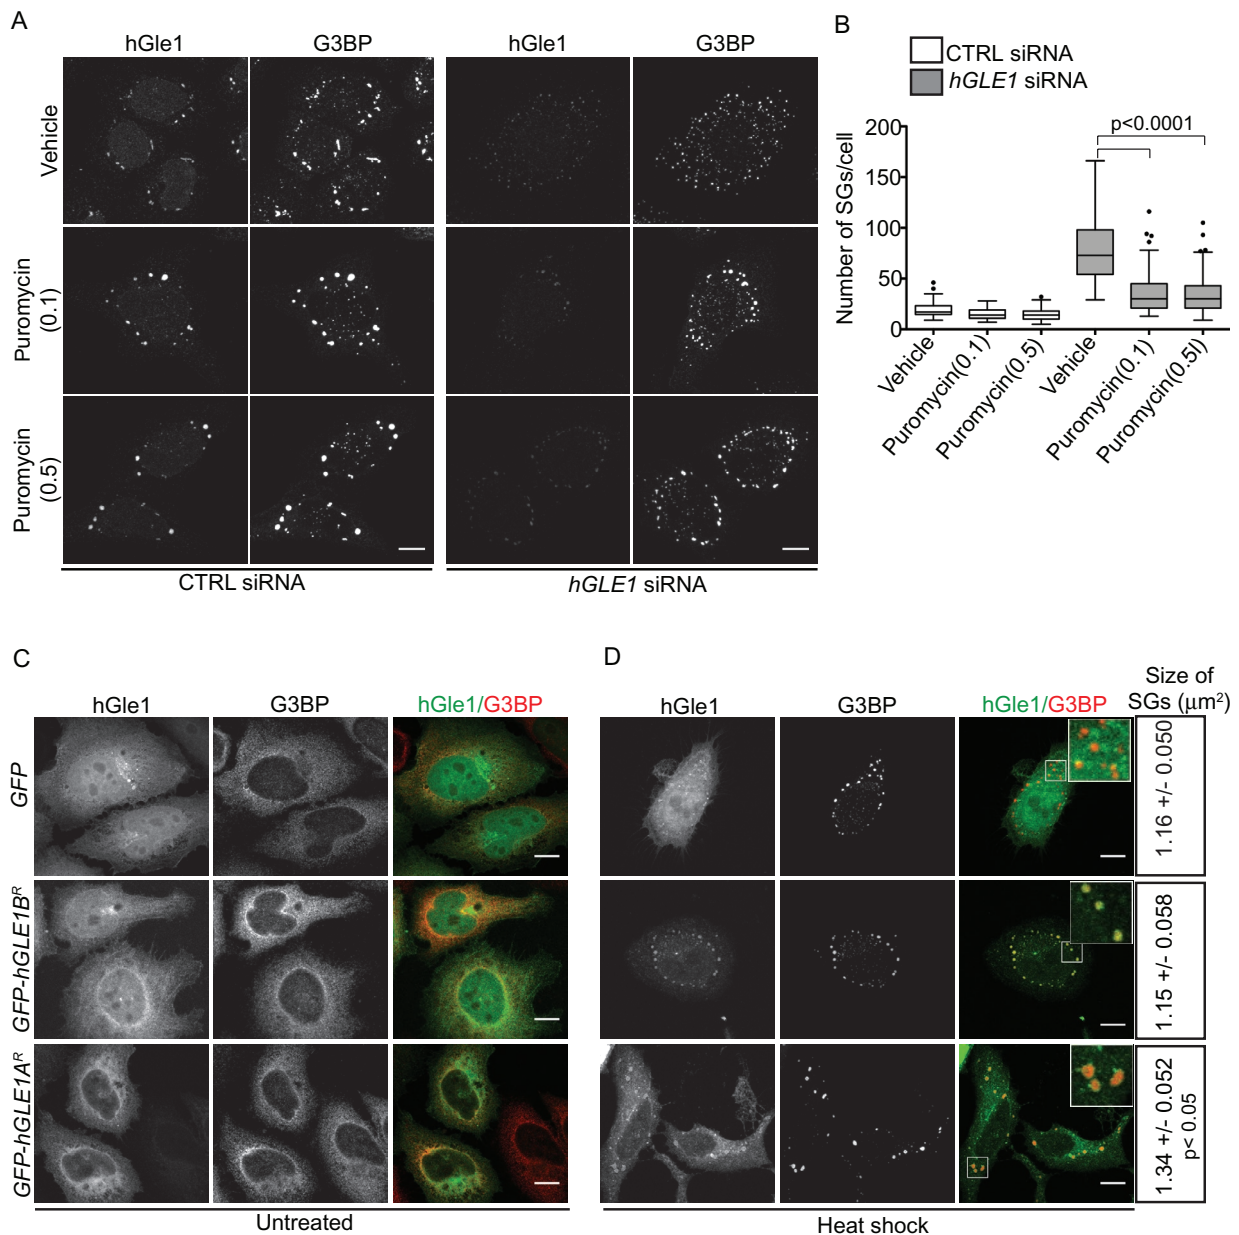 A
hGle1
G3BP
hGle1
G3BP
Vehicle
Puromycin
(0.1)
Puromycin
(0.5)
CTRL siRNA
hGLE1 siRNA
B
CTRL siRNA
hGLE1 siRNA
p<0.0001
Number of SGs/cell
200
150
100
50
0
Vehicle
Puromycin(0.1)
Puromycin(0.5)
Vehicle
Puromycin(0.1)
Puromycin(0.5l)
C
hGle1
G3BP
hGle1/G3BP
GFP
GFP-hGLE1Bᴿ
GFP-hGLE1Aᴿ
Untreated
D
hGle1
G3BP
hGle1/G3BP
Size of
SGs (μm²)
1.16 +/- 0.050
1.15 +/- 0.058
1.34 +/- 0.052
p< 0.05
Heat shock